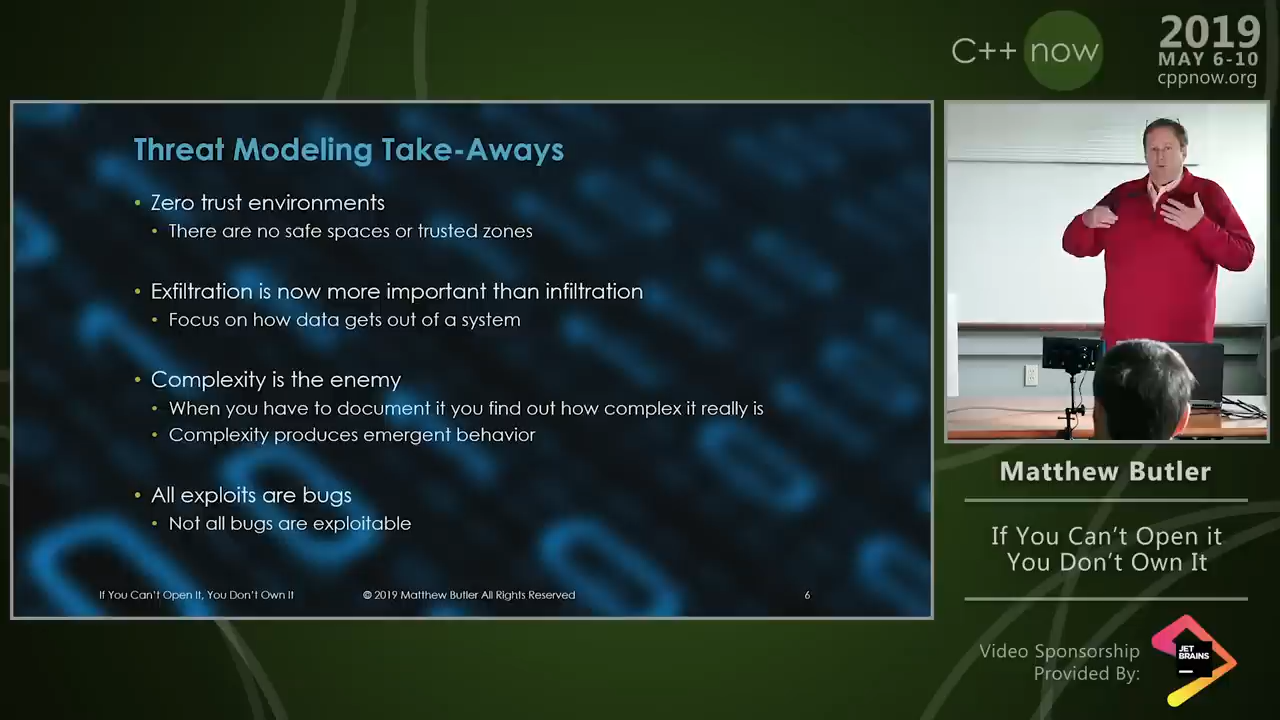 C++ now
2019
MAY 6-10
cppnow.org
Threat Modeling Take-Aways
• Zero trust environments
• There are no safe spaces or trusted zones
• Exfiltration is now more important than infiltration
• Focus on how data gets out of a system
• Complexity is the enemy
• When you have to document it you find out how complex it really is
• Complexity produces emergent behavior
• All exploits are bugs
• Not all bugs are exploitable
If You Can't Open It, You Don't Own It
© 2019 Matthew Butler All Rights Reserved
6
Matthew Butler
If You Can't Open it
You Don't Own It
Video Sponsorship
Provided By:
JET
BRAINS